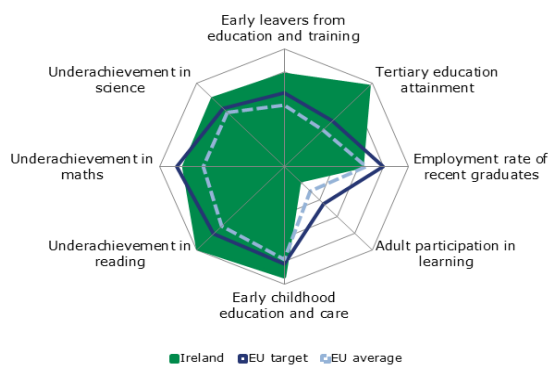 Early leavers from
education and training
Tertiary education
attainment
Employment rate of
recent graduates
Adult participation in
learning
Early childhood
education and care
Underachievement in
reading
Underachievement in
maths
Underachievement in
science
Ireland EU target EU average